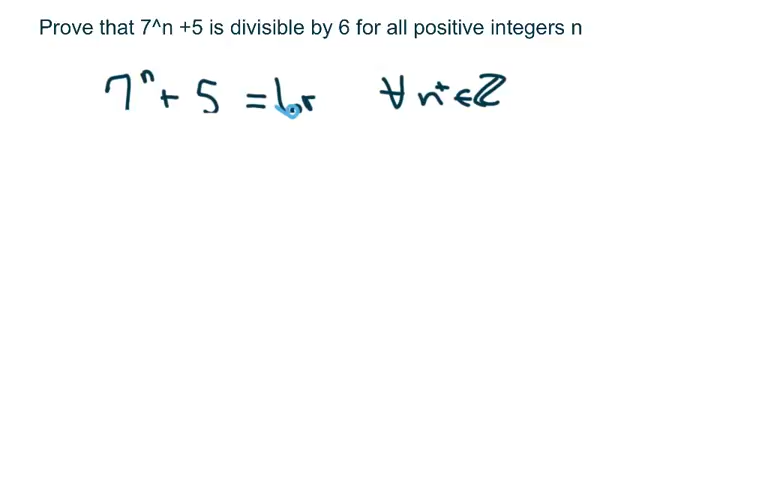 Prove that 7^n +5 is divisible by 6 for all positive integers n
7ⁿ + 5 = 6r ∀ n⁺ ∈ ℤ